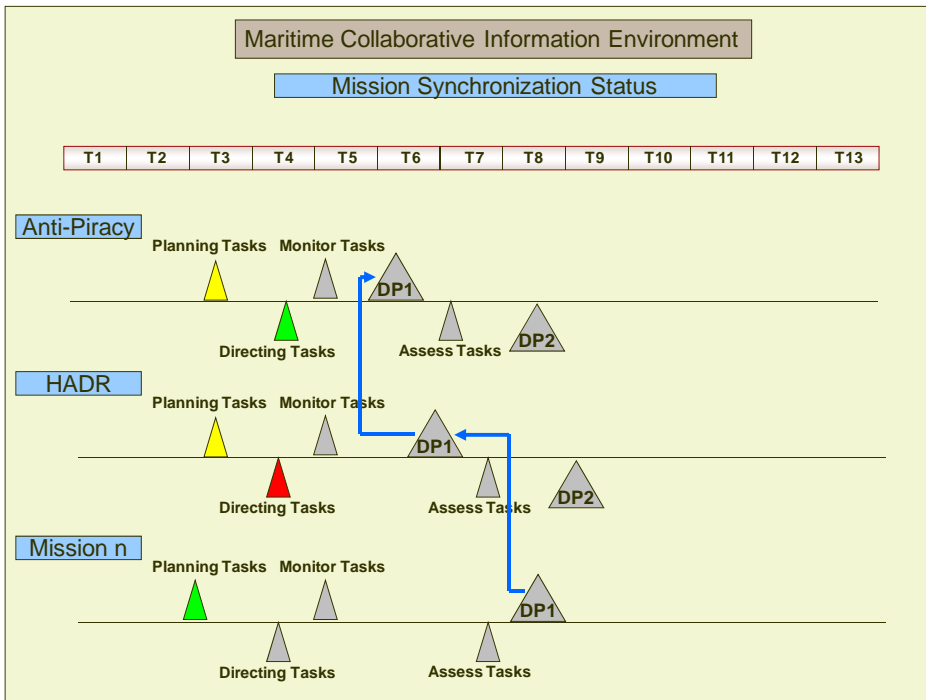 Maritime Collaborative Information Environment
Mission Synchronization Status
T1 T2 T3 T4 T5 T6 T7 T8 T9 T10 T11 T12 T13
Anti-Piracy
Planning Tasks Monitor Tasks
DP1
Directing Tasks Assess Tasks DP2
HADR
Planning Tasks Monitor Tasks
DP1
Directing Tasks Assess Tasks DP2
Mission n
Planning Tasks Monitor Tasks
DP1
Directing Tasks Assess Tasks